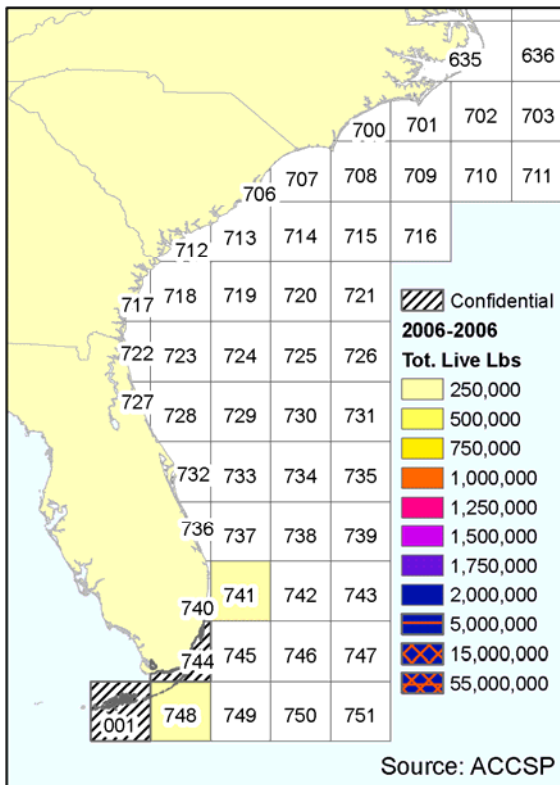 635 636
700 701 702 703
706 707 708 709 710 711
712 713 714 715 716
717 718 719 720 721
722 723 724 725 726
727 728 729 730 731
732 733 734 735
736 737 738 739
740 741 742 743
744 745 746 747
001 748 749 750 751
Confidential
2006-2006
Tot. Live Lbs
250,000
500,000
750,000
1,000,000
1,250,000
1,500,000
1,750,000
2,000,000
5,000,000
15,000,000
55,000,000
Source: ACCSP